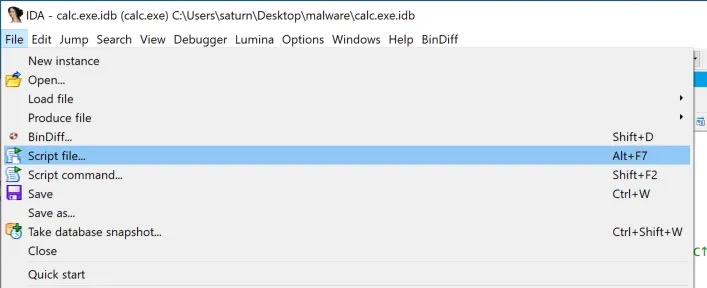 IDA - calc.exe.idb (calc.exe) C:\Users\saturn\Desktop\malware\calc.exe.idb
File Edit Jump Search View Debugger Lumina Options Windows Help BinDiff
New instance
Open...
Load file
Produce file
BinDiff... Shift+D
Script file... Alt+F7
Script command... Shift+F2
Save Ctrl+W
Save as...
Take database snapshot... Ctrl+Shift+W
Close
C↑
Quick start